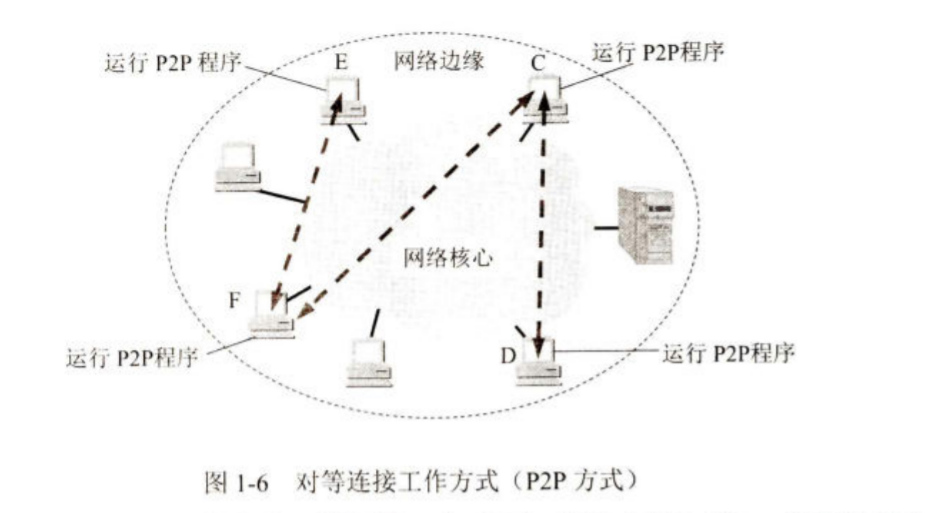 运行 P2P 程序
E
网络边缘
C
运行 P2P程序
网络核心
F
运行 P2P程序
D
运行 P2P程序
图 1-6 对等连接工作方式（P2P 方式）